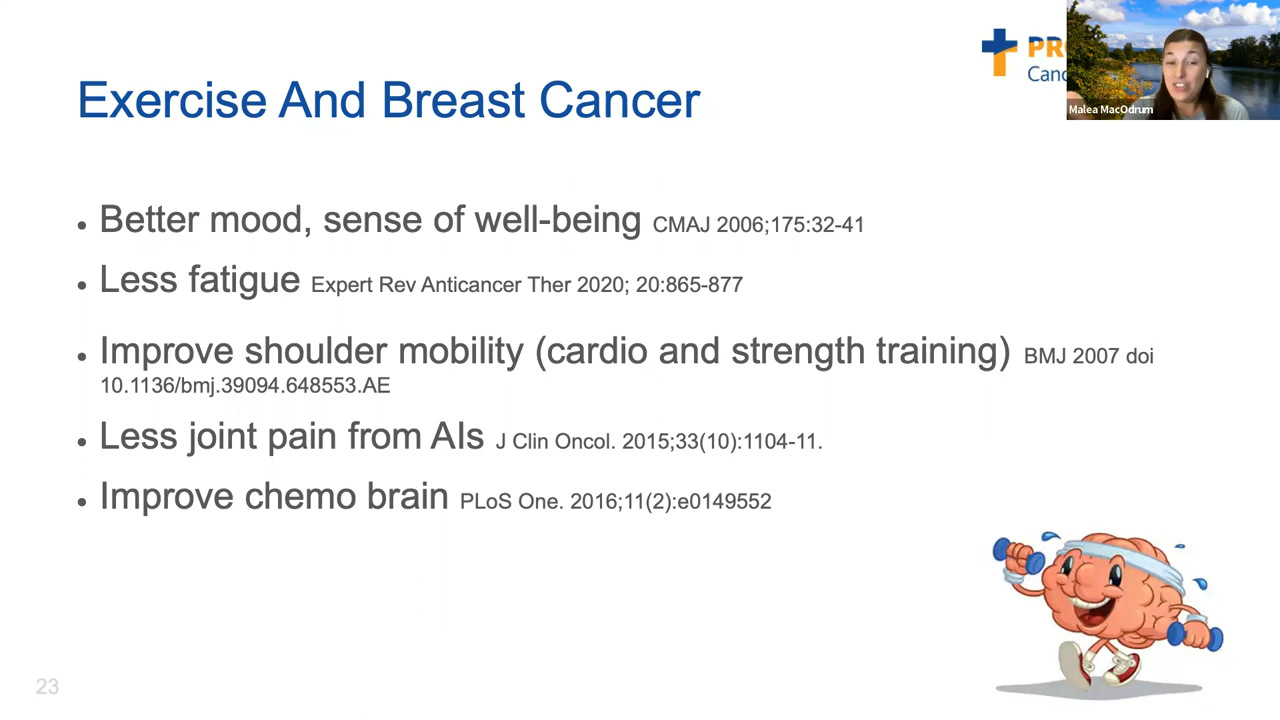 Exercise And Breast Cancer
Malea MacOdrum
• Better mood, sense of well-being CMAJ 2006;175:32-41
• Less fatigue Expert Rev Anticancer Ther 2020; 20:865-877
• Improve shoulder mobility (cardio and strength training) BMJ 2007 doi
10.1136/bmj.39094.648553.AE
• Less joint pain from AIs J Clin Oncol. 2015;33(10):1104-11.
• Improve chemo brain PLoS One. 2016;11(2):e0149552
23